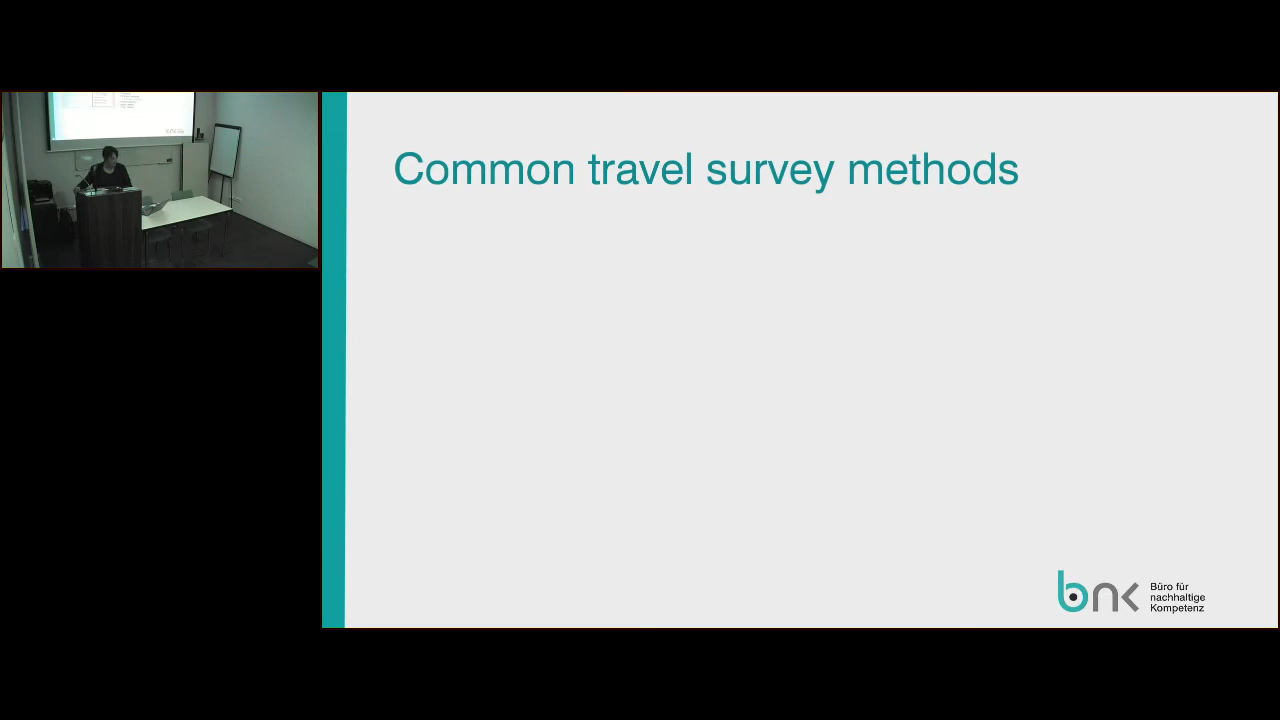 Common travel survey methods
bnk
Büro für
nachhaltige
Kompetenz